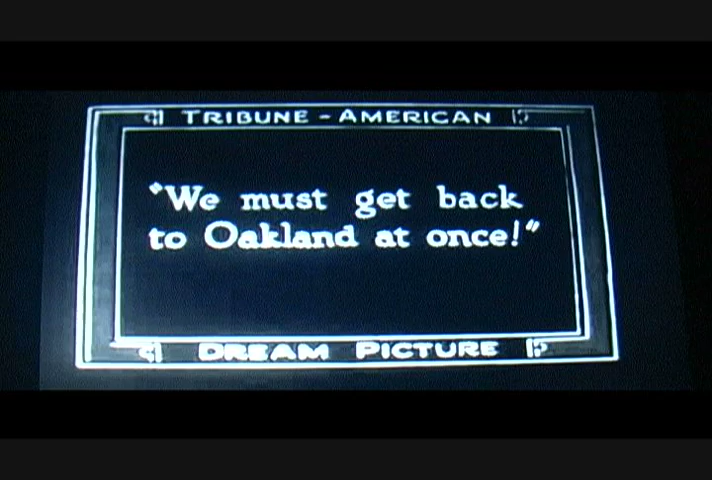 TRIBUNE - AMERICAN
"We must get back
to Oakland at once!"
DREAM PICTURE